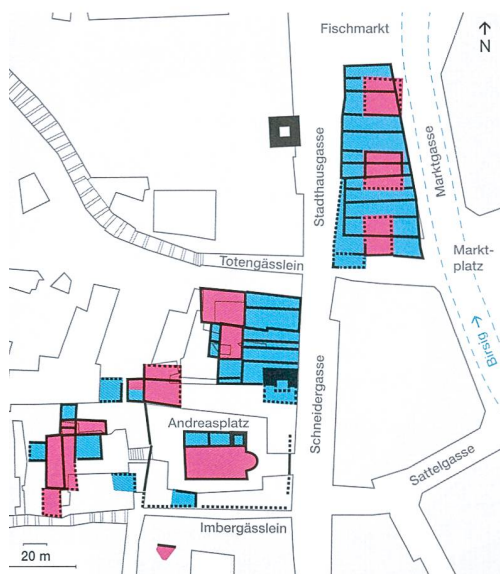 Fischmarkt
N
Stadthausgasse
Marktgasse
Markt-
platz
Totengässlein
Birsig
Schneidergasse
Andreasplatz
Sattelgasse
Imbergässlein
20 m